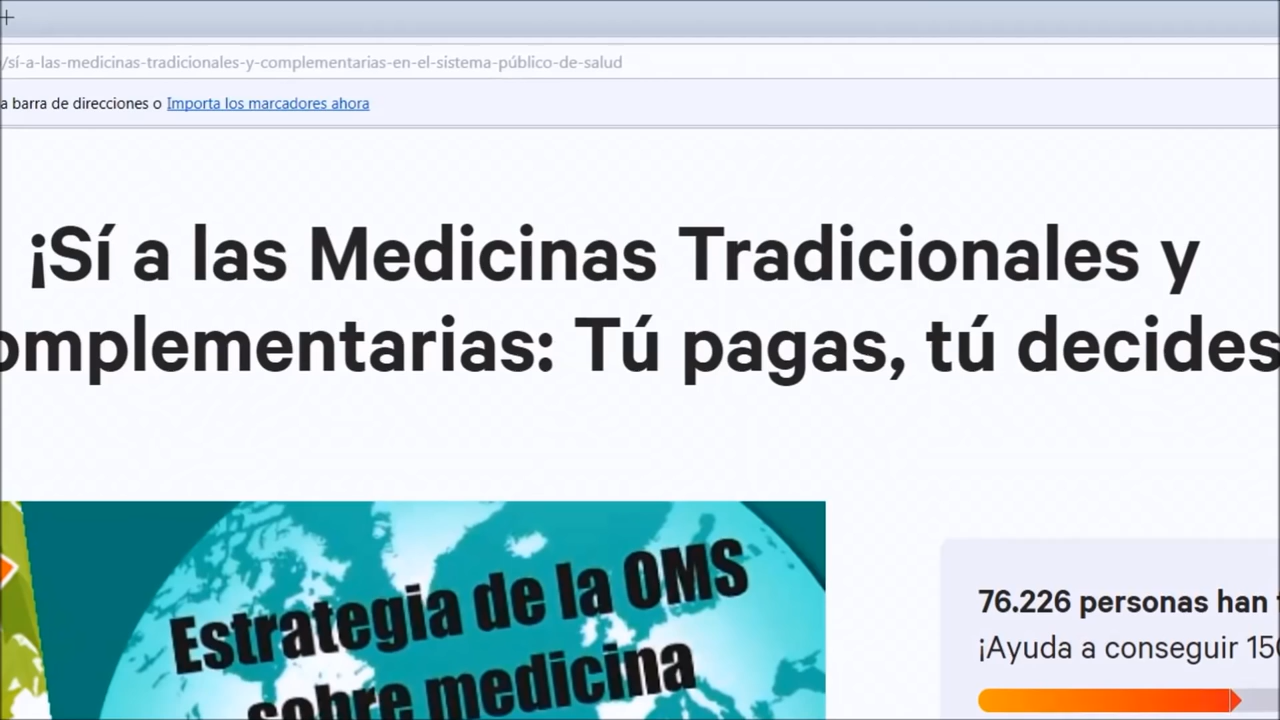 /sí-a-las-medicinas-tradicionales-y-complementarias-en-el-sistema-público-de-salud
a barra de direcciones o Importa los marcadores ahora
¡Sí a las Medicinas Tradicionales y
omplementarias: Tú pagas, tú decides
Estrategia de la OMS
sobre medicina
76.226 personas han
¡Ayuda a conseguir 150